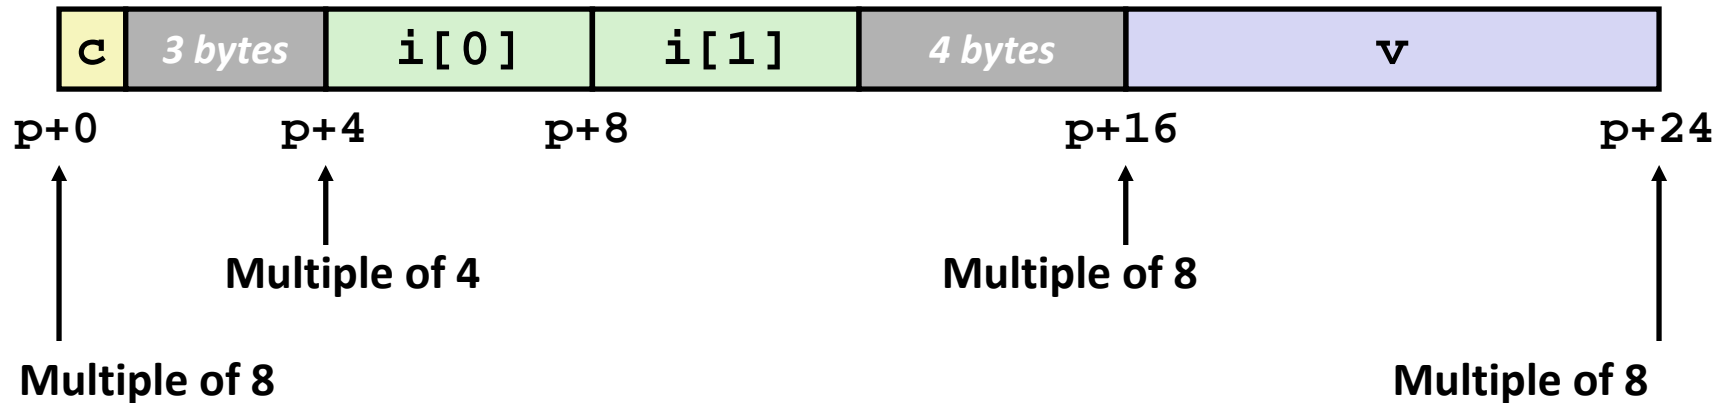 c 3 bytes i[0] i[1] 4 bytes v
p+0 p+4 p+8 p+16 p+24
Multiple of 4 Multiple of 8
Multiple of 8 Multiple of 8